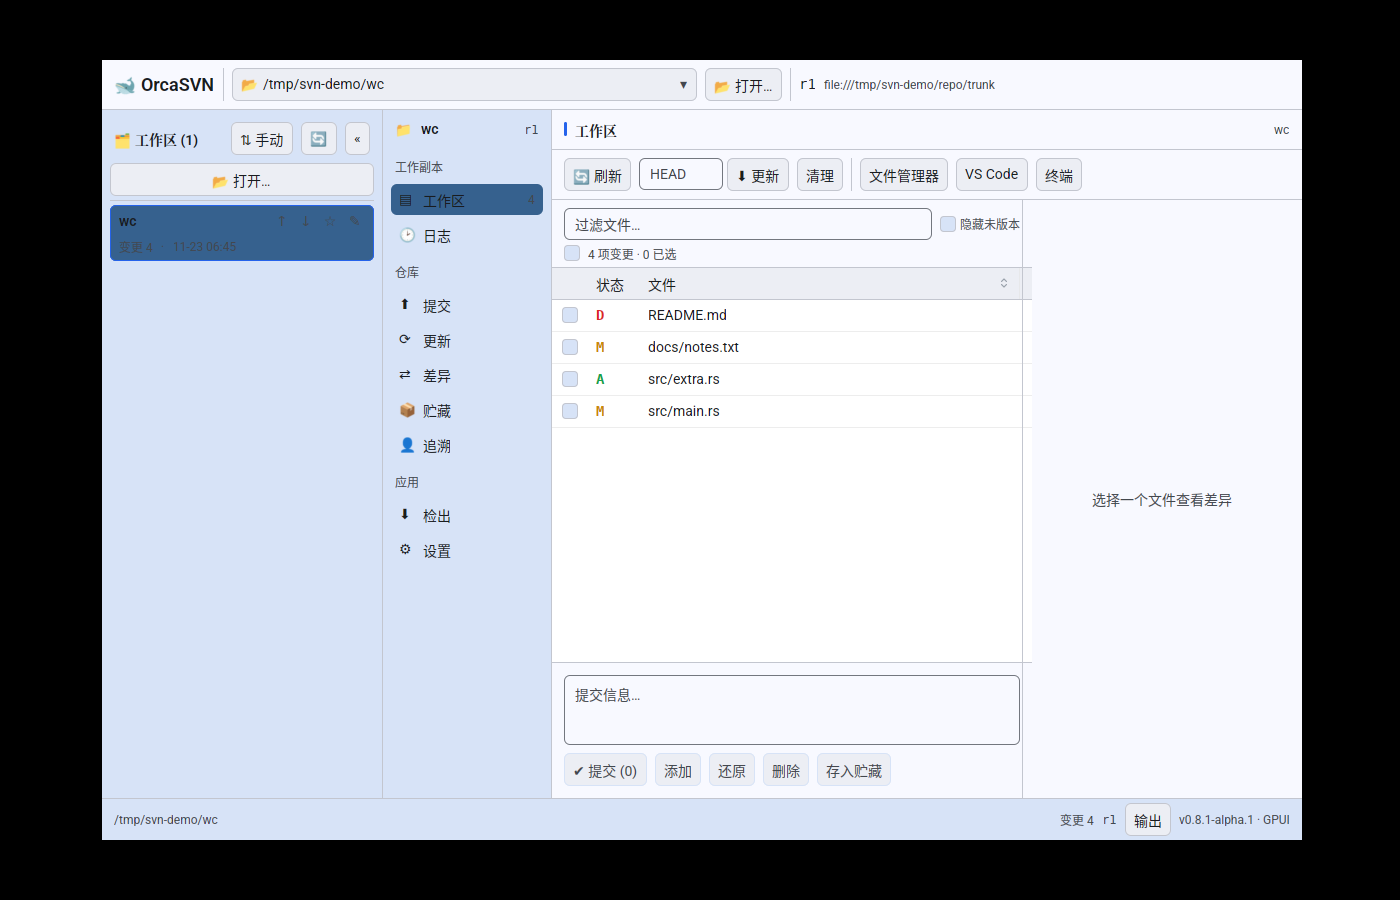 OrcaSVN
/tmp/svn-demo/wc
打开…
r1 file:///tmp/svn-demo/repo/trunk
工作区 (1)
手动
«
打开…
wc
变更 4 · 11-23 06:45
wc r1
工作副本
工作区 4
日志
仓库
提交
更新
差异
贮藏
追溯
应用
检出
设置
工作区 wc
刷新
HEAD
更新
清理
文件管理器
VS Code
终端
过滤文件…
隐藏未版本
4 项变更 · 0 已选
状态 文件
D README.md
M docs/notes.txt
A src/extra.rs
M src/main.rs
选择一个文件查看差异
提交信息…
✔ 提交 (0)
添加
还原
删除
存入贮藏
/tmp/svn-demo/wc
变更 4 r1
输出
v0.8.1-alpha.1 · GPUI